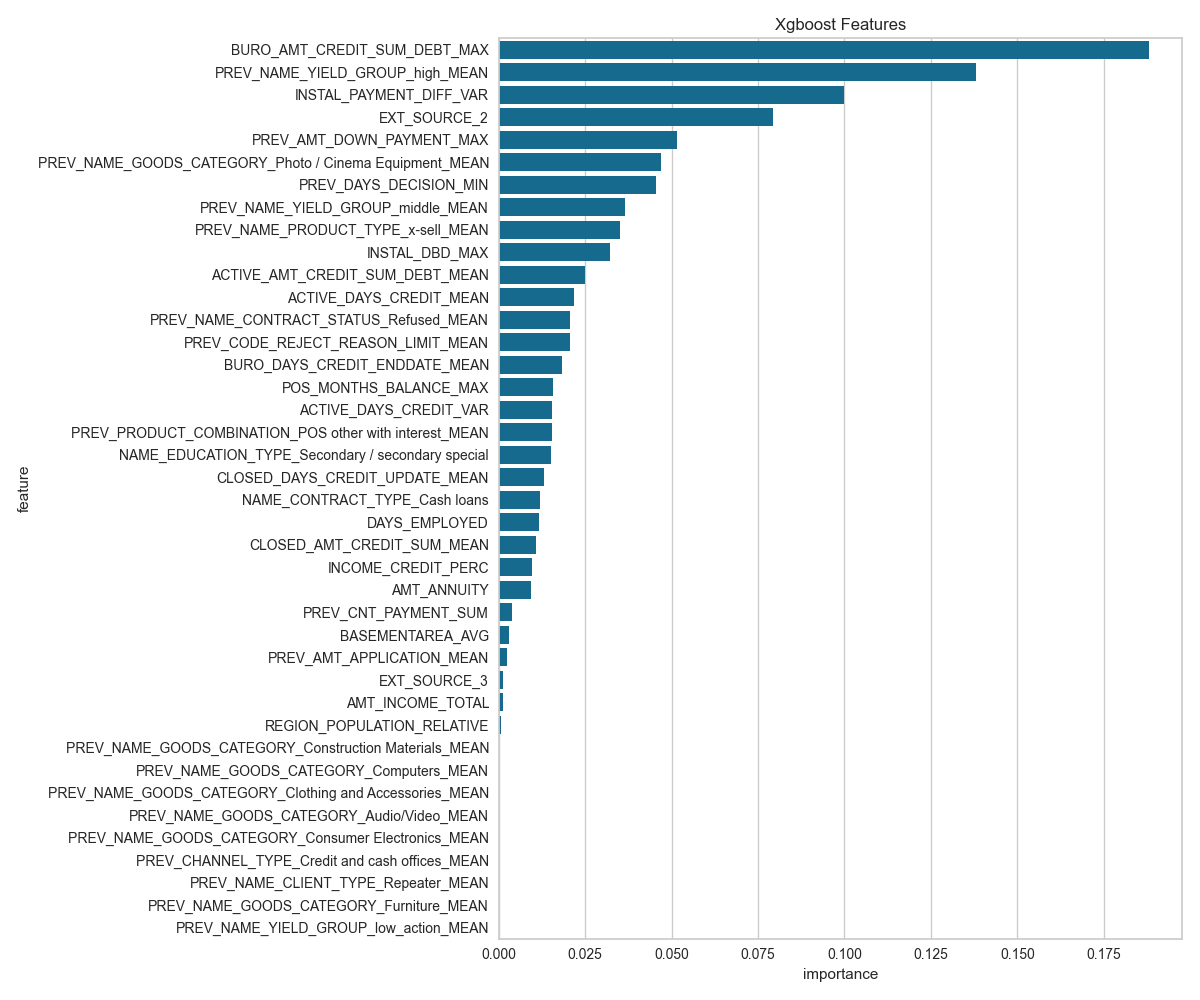 Xgboost Features
BURO_AMT_CREDIT_SUM_DEBT_MAX
PREV_NAME_YIELD_GROUP_high_MEAN
INSTAL_PAYMENT_DIFF_VAR
EXT_SOURCE_2
PREV_AMT_DOWN_PAYMENT_MAX
PREV_NAME_GOODS_CATEGORY_Photo / Cinema Equipment_MEAN
PREV_DAYS_DECISION_MIN
PREV_NAME_YIELD_GROUP_middle_MEAN
PREV_NAME_PRODUCT_TYPE_x-sell_MEAN
INSTAL_DBD_MAX
ACTIVE_AMT_CREDIT_SUM_DEBT_MEAN
ACTIVE_DAYS_CREDIT_MEAN
PREV_NAME_CONTRACT_STATUS_Refused_MEAN
PREV_CODE_REJECT_REASON_LIMIT_MEAN
BURO_DAYS_CREDIT_ENDDATE_MEAN
POS_MONTHS_BALANCE_MAX
ACTIVE_DAYS_CREDIT_VAR
PREV_PRODUCT_COMBINATION_POS other with interest_MEAN
NAME_EDUCATION_TYPE_Secondary / secondary special
CLOSED_DAYS_CREDIT_UPDATE_MEAN
NAME_CONTRACT_TYPE_Cash loans
DAYS_EMPLOYED
CLOSED_AMT_CREDIT_SUM_MEAN
INCOME_CREDIT_PERC
AMT_ANNUITY
PREV_CNT_PAYMENT_SUM
BASEMENTAREA_AVG
PREV_AMT_APPLICATION_MEAN
EXT_SOURCE_3
AMT_INCOME_TOTAL
REGION_POPULATION_RELATIVE
PREV_NAME_GOODS_CATEGORY_Construction Materials_MEAN
PREV_NAME_GOODS_CATEGORY_Computers_MEAN
PREV_NAME_GOODS_CATEGORY_Clothing and Accessories_MEAN
PREV_NAME_GOODS_CATEGORY_Audio/Video_MEAN
PREV_NAME_GOODS_CATEGORY_Consumer Electronics_MEAN
PREV_CHANNEL_TYPE_Credit and cash offices_MEAN
PREV_NAME_CLIENT_TYPE_Repeater_MEAN
PREV_NAME_GOODS_CATEGORY_Furniture_MEAN
PREV_NAME_YIELD_GROUP_low_action_MEAN
feature
0.000 0.025 0.050 0.075 0.100 0.125 0.150 0.175
importance